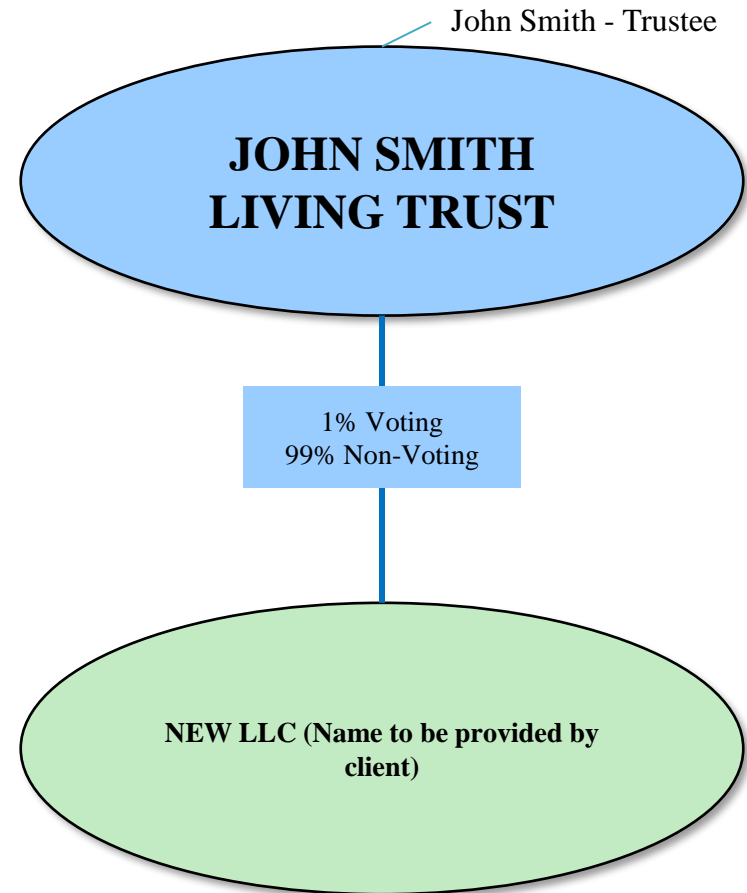 John Smith - Trustee
JOHN SMITH
LIVING TRUST
1% Voting
99% Non-Voting
NEW LLC (Name to be provided by
client)